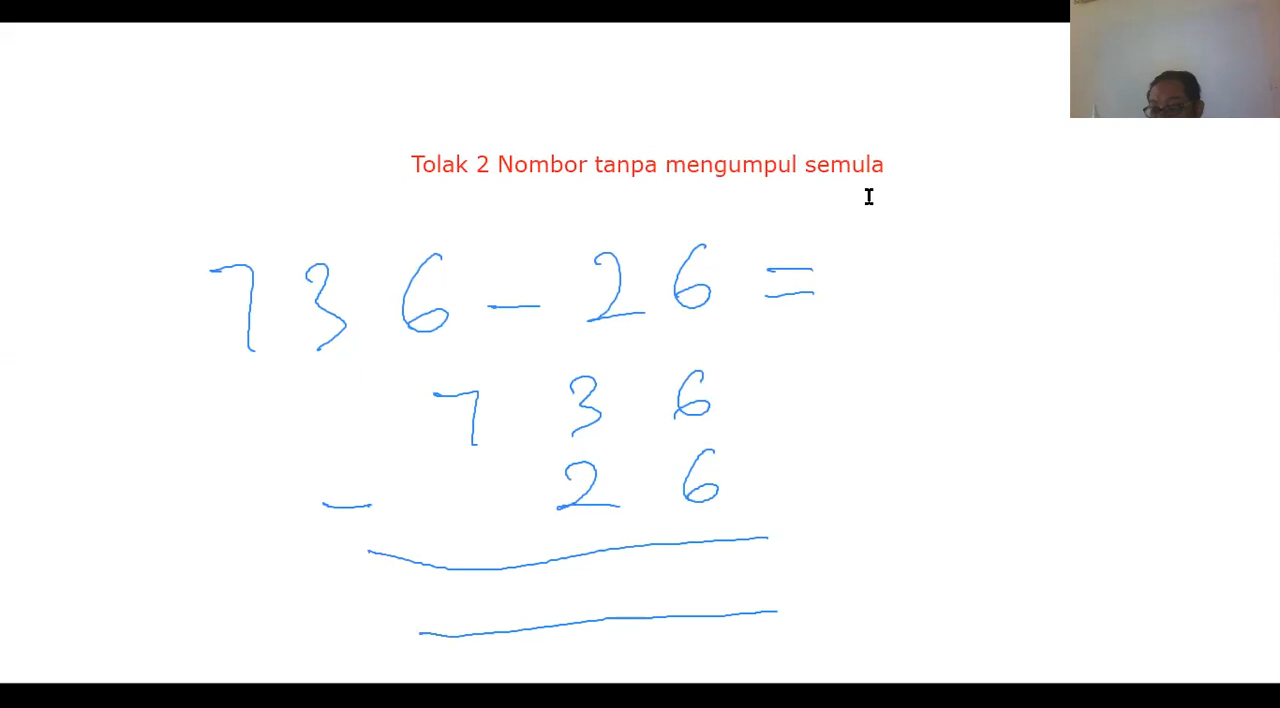 Tolak 2 Nombor tanpa mengumpul semula
736 - 26 =
736
- 26